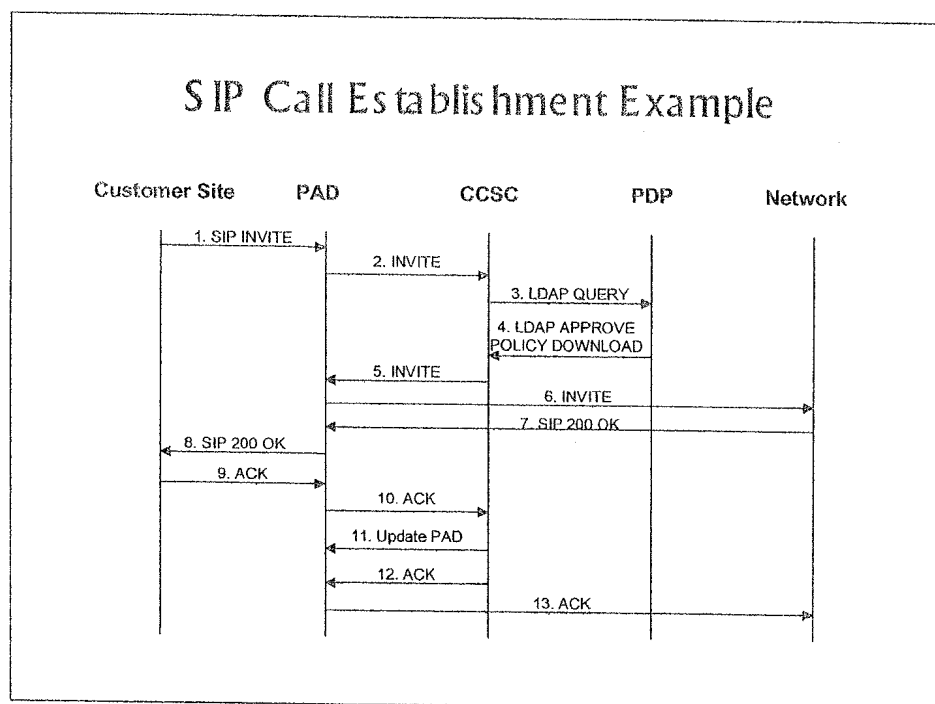 SIP Call Establishment Example
Customer Site PAD CCSC PDP Network
1. SIP INVITE
2. INVITE
3. LDAP QUERY
4. LDAP APPROVE
POLICY DOWNLOAD
5. INVITE
6. INVITE
7. SIP 200 OK
8. SIP 200 OK
9. ACK
10. ACK
11. Update PAD
12. ACK
13. ACK